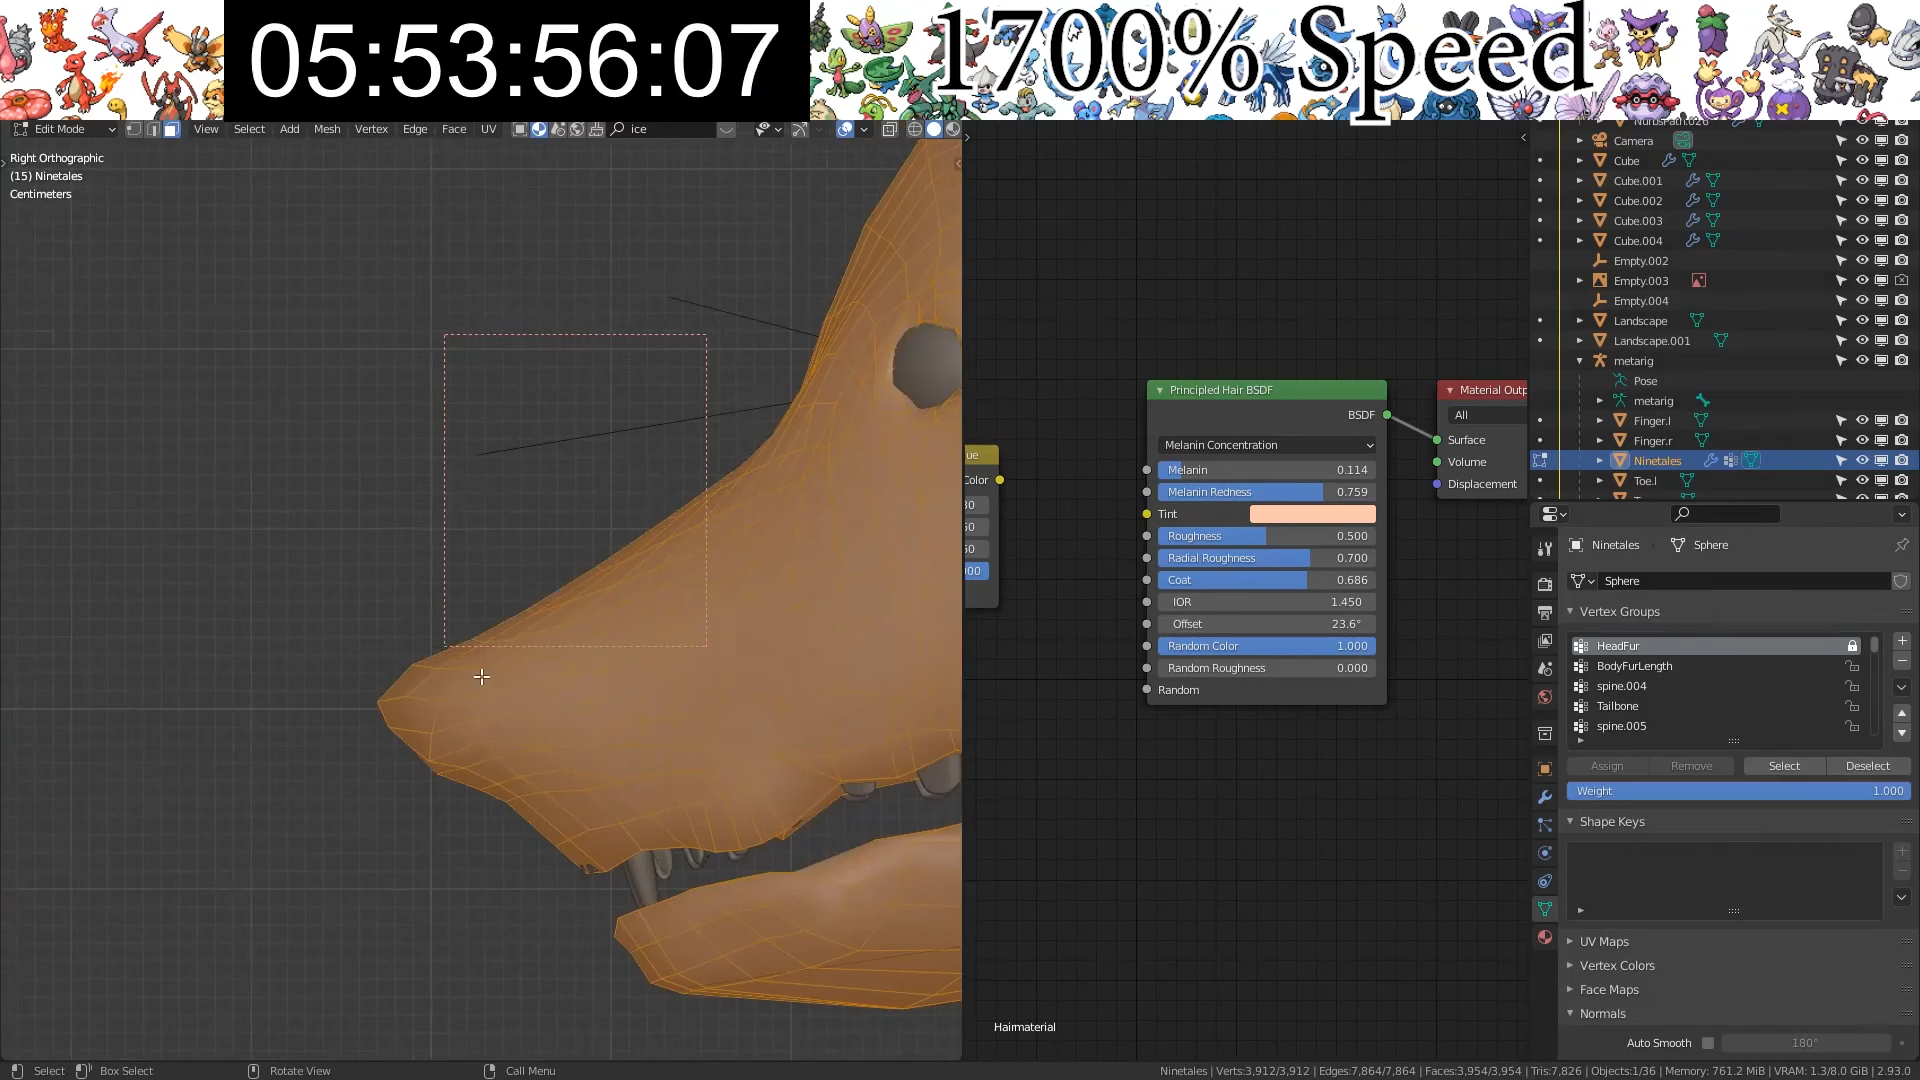 05:53:56:07
1700% Speed
Edit Mode
View
Select
Add
Mesh
Vertex
Edge
Face
UV
ice
Right Orthographic
(15) Ninetales
Centimeters
ue
Color
Principled Hair BSDF
BSDF
Melanin Concentration
Melanin 0.114
Melanin Redness 0.759
Tint
Roughness 0.500
Radial Roughness 0.700
Coat 0.686
IOR 1.450
Offset 23.6°
Random Color 1.000
Random Roughness 0.000
Random
Material Outp
All
Surface
Volume
Displacement
Hairmaterial
Camera
Cube
Cube.001
Cube.002
Cube.003
Cube.004
Empty.002
Empty.003
Empty.004
Landscape
Landscape.001
metarig
Pose
metarig
Finger.l
Finger.r
Ninetales
Toe.l
Ninetales
Sphere
Sphere
Vertex Groups
HeadFur
BodyFurLength
spine.004
Tailbone
spine.005
Assign
Remove
Select
Deselect
Weight 1.000
Shape Keys
UV Maps
Vertex Colors
Face Maps
Normals
Auto Smooth 180°
Select
Box Select
Rotate View
Call Menu
Ninetales | Verts:3,912/3,912 | Edges:7,864/7,864 | Faces:3,954/3,954 | Tris:7,826 | Objects:1/36 | Memory: 761.2 MiB | VRAM: 1.3/8.0 GiB | 2.93.0